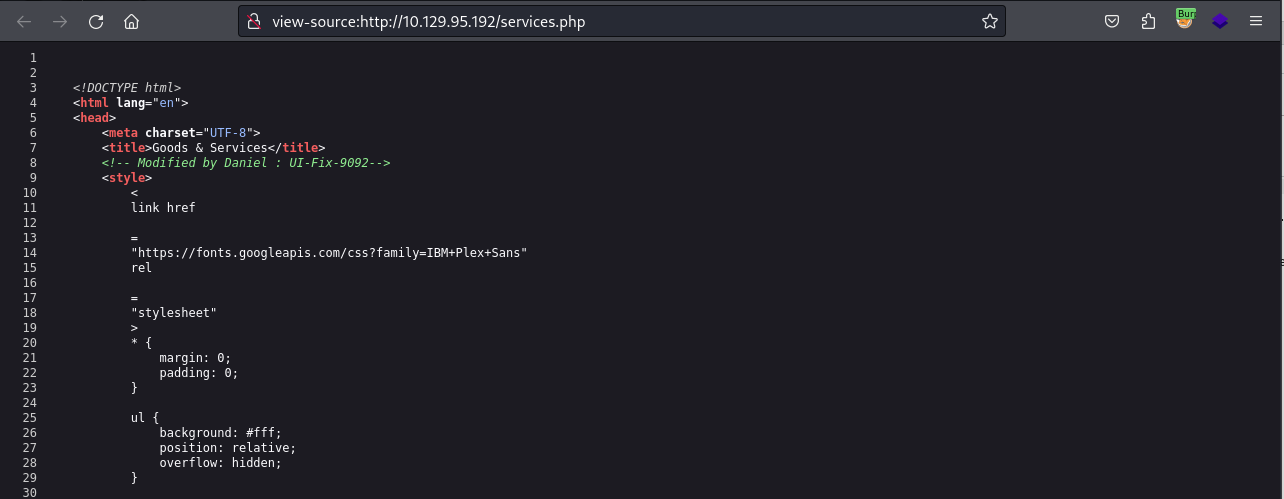 Bur
view-source:http://10.129.95.192/services.php
1
2
3 <!DOCTYPE html>
4 <html lang="en">
5 <head>
6 <meta charset="UTF-8">
7 <title>Goods & Services</title>
8 <!-- Modified by Daniel : UI-Fix-9092-->
9 <style>
10 <
11 link href
12
13 =
14 "https://fonts.googleapis.com/css?family=IBM+Plex+Sans"
15 rel
16
17 =
18 "stylesheet"
19 >
20 * {
21 margin: 0;
22 padding: 0;
23 }
24
25 ul {
26 background: #fff;
27 position: relative;
28 overflow: hidden;
29 }
30